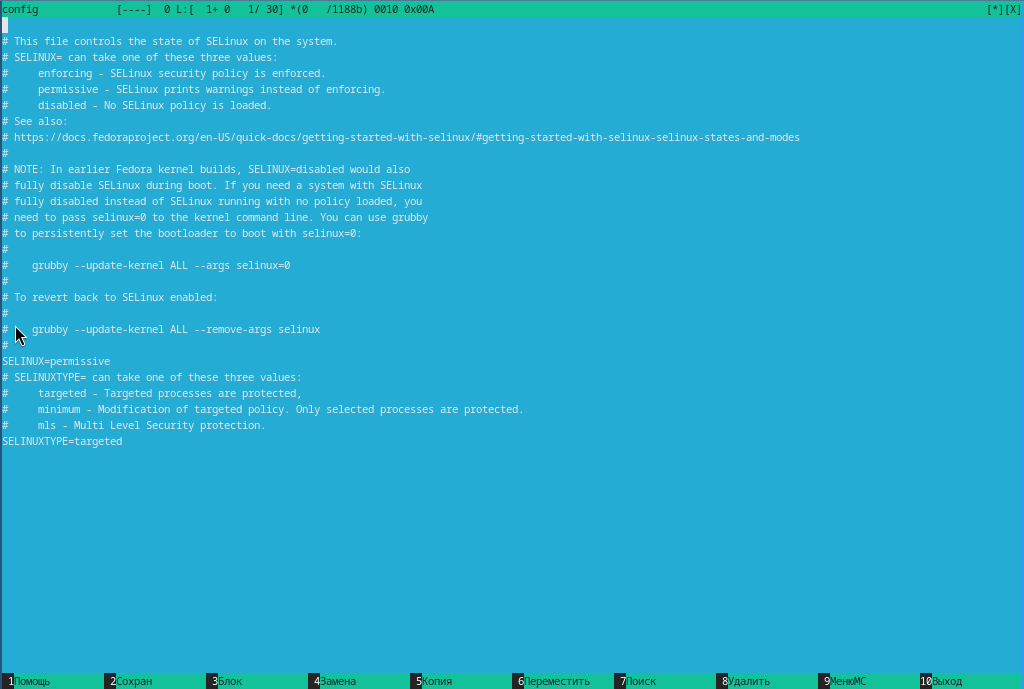 config [----] 0 L:[ 1+ 0 1/ 30] *(0 /1188b) 0010 0x00A [*][X]
# This file controls the state of SELinux on the system.
# SELINUX= can take one of these three values:
#     enforcing - SELinux security policy is enforced.
#     permissive - SELinux prints warnings instead of enforcing.
#     disabled - No SELinux policy is loaded.
# See also:
# https://docs.fedoraproject.org/en-US/quick-docs/getting-started-with-selinux/#getting-started-with-selinux-selinux-states-and-modes
#
# NOTE: In earlier Fedora kernel builds, SELINUX=disabled would also
# fully disable SELinux during boot. If you need a system with SELinux
# fully disabled instead of SELinux running with no policy loaded, you
# need to pass selinux=0 to the kernel command line. You can use grubby
# to persistently set the bootloader to boot with selinux=0:
#
#    grubby --update-kernel ALL --args selinux=0
#
# To revert back to SELinux enabled:
#
#    grubby --update-kernel ALL --remove-args selinux
#
SELINUX=permissive
# SELINUXTYPE= can take one of these three values:
#     targeted - Targeted processes are protected,
#     minimum - Modification of targeted policy. Only selected processes are protected.
#     mls - Multi Level Security protection.
SELINUXTYPE=targeted
1Помощь 2Сохран 3Блок 4Замена 5Копия 6Переместить 7Поиск 8Удалить 9МенюМС 10Выход